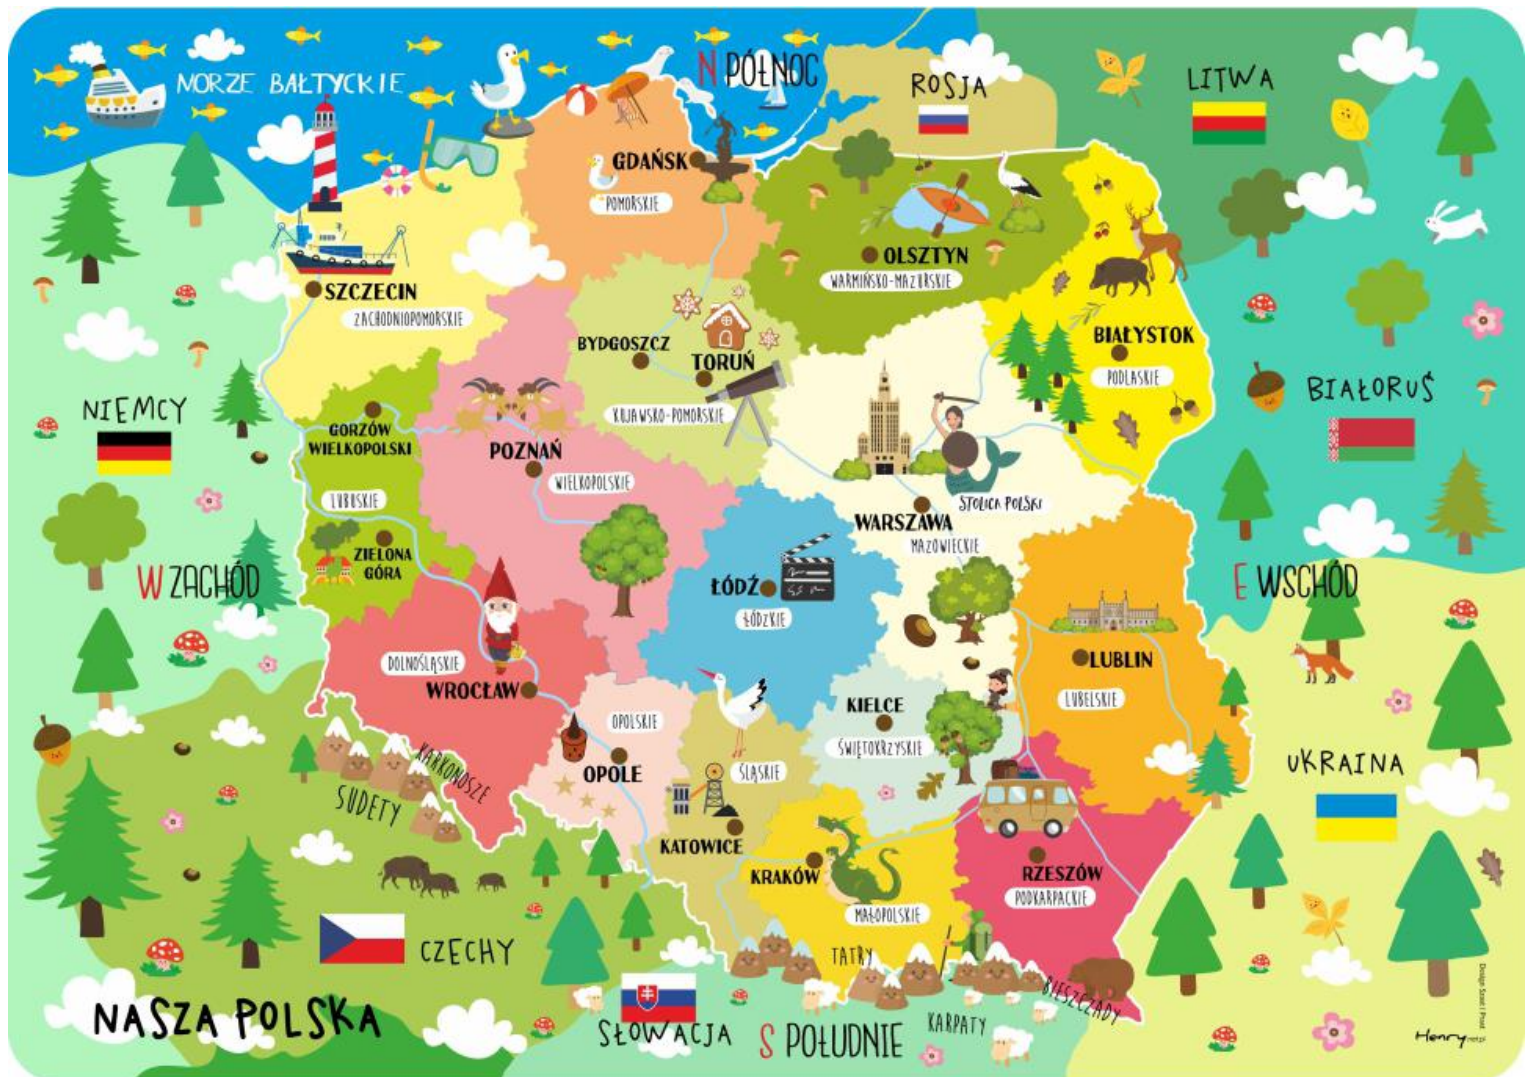 MORZE BAŁTYCKIE
N PÓŁNOC
ROSJA
LITWA
GDAŃSK
POMORSKIE
OLSZTYN
WARMIŃSKO-MAZURSKIE
SZCZECIN
ZACHODNIOPOMORSKIE
BYDGOSZCZ
TORUŃ
KUJAWSKO-POMORSKIE
BIAŁYSTOK
PODLASKIE
NIEMCY
BIAŁORUŚ
GORZÓW
WIELKOPOLSKI
LUBUSKIE
POZNAŃ
WIELKOPOLSKIE
STOLICA POLSKI
WARSZAWA
MAZOWIECKIE
ZIELONA
GÓRA
W ZACHÓD
ŁÓDŹ
ŁÓDZKIE
E WSCHÓD
DOLNOŚLĄSKIE
WROCŁAW
LUBLIN
LUBELSKIE
OPOLSKIE
OPOLE
KIELCE
ŚWIĘTOKRZYSKIE
ŚLĄSKIE
KATOWICE
KARKONOSZE
SUDETY
UKRAINA
KRAKÓW
MAŁOPOLSKIE
RZESZÓW
PODKARPACKIE
CZECHY
TATRY
BIESZCZADY
NASZA POLSKA
SŁOWACJA
S POŁUDNIE
KARPATY
Henry